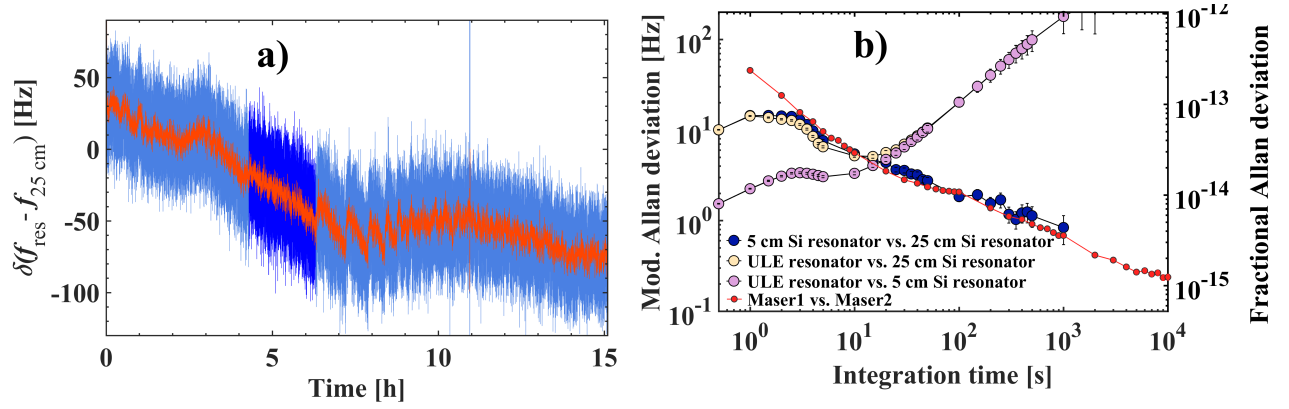 a)
50
0
-50
-100
δ(f_res - f_25 cm) [Hz]
0
5
10
15
Time [h]
b)
10^2
10^1
10^0
10^-1
Mod. Allan deviation [Hz]
10^-12
10^-13
10^-14
10^-15
Fractional Allan deviation
5 cm Si resonator vs. 25 cm Si resonator
ULE resonator vs. 25 cm Si resonator
ULE resonator vs. 5 cm Si resonator
Maser1 vs. Maser2
10^0
10^1
10^2
10^3
10^4
Integration time [s]